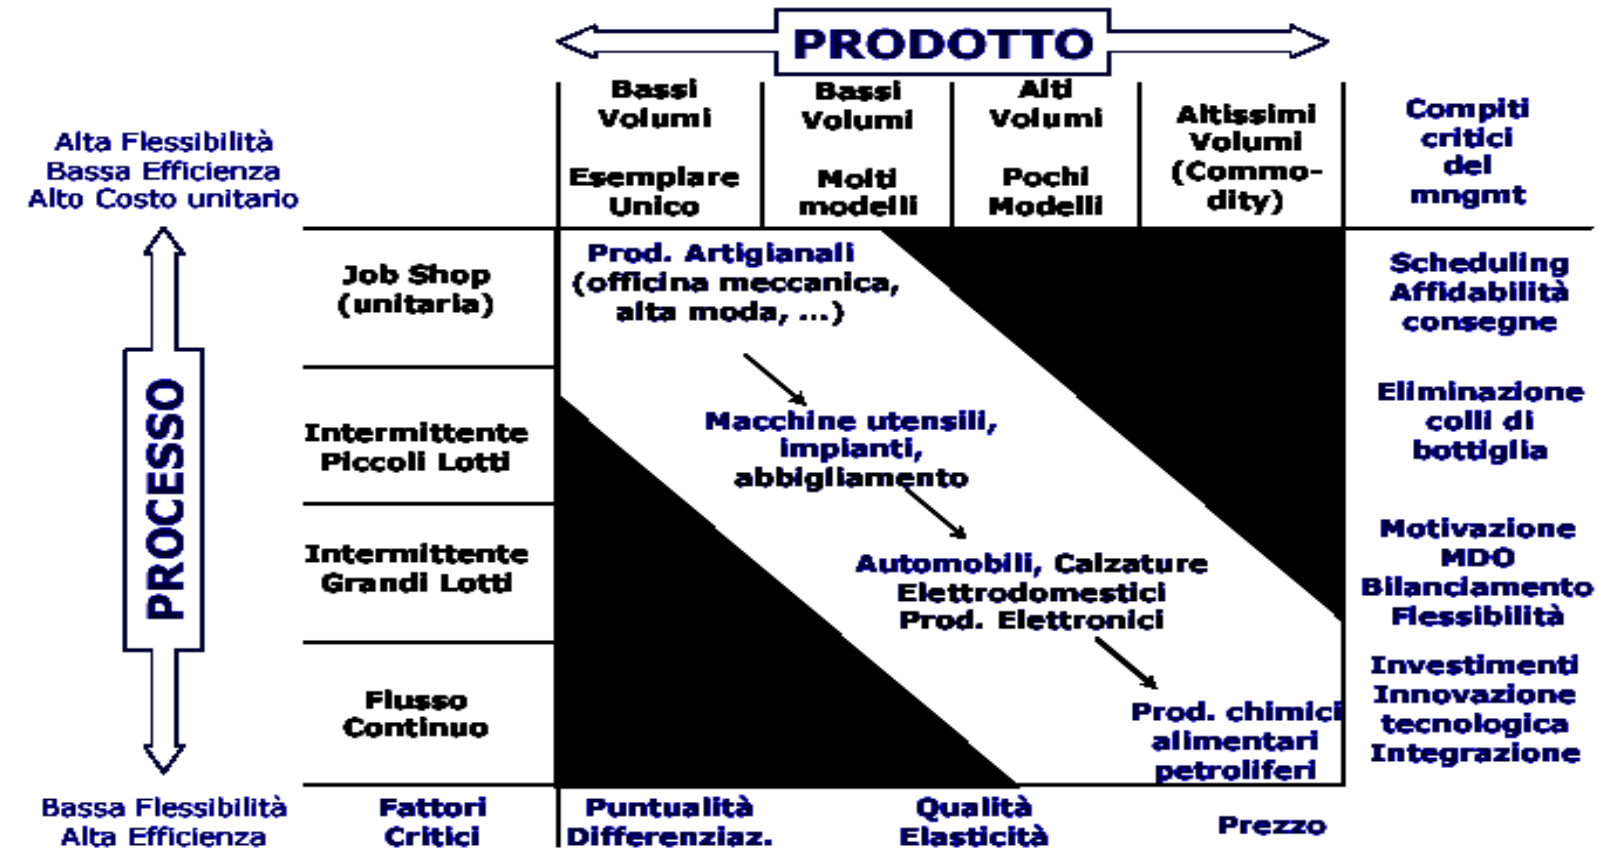 PRODOTTO
Bassi
Volumi
Esemplare
Unico
Bassi
Volumi
Molti
modelli
Alti
Volumi
Pochi
Modelli
Altissimi
Volumi
(Commo-
dity)
Compiti
critici
del
mngmt
Alta Flessibilità
Bassa Efficienza
Alto Costo unitario
PROCESSO
Bassa Flessibilità
Alta Efficienza
Job Shop
(unitaria)
Prod. Artigianali
(officina meccanica,
alta moda, ...)
Scheduling
Affidabilità
consegne
Intermittente
Piccoli Lotti
Macchine utensili,
impianti,
abbigliamento
Eliminazione
colli di
bottiglia
Intermittente
Grandi Lotti
Automobili, Calzature
Elettrodomestici
Prod. Elettronici
Motivazione
MDO
Bilanciamento
Flessibilità
Flusso
Continuo
Prod. chimici
alimentari
petroliferi
Investimenti
Innovazione
tecnologica
Integrazione
Fattori
Critici
Puntualità
Differenziaz.
Qualità
Elasticità
Prezzo